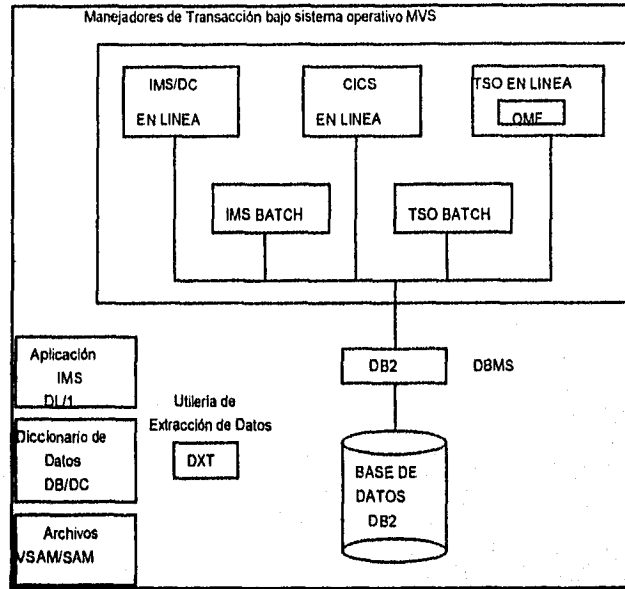 Manejadores de Transacción bajo sistema operativo MVS
IMS/DC
EN LINEA
CICS
EN LINEA
TSO EN LINEA
QMF
IMS BATCH
TSO BATCH
DB2
DBMS
Aplicación
IMS
DL/1
Utilería de
Extracción de Datos
DXT
Diccionario de
Datos
DB/DC
BASE DE
DATOS
DB2
Archivos
VSAM/SAM